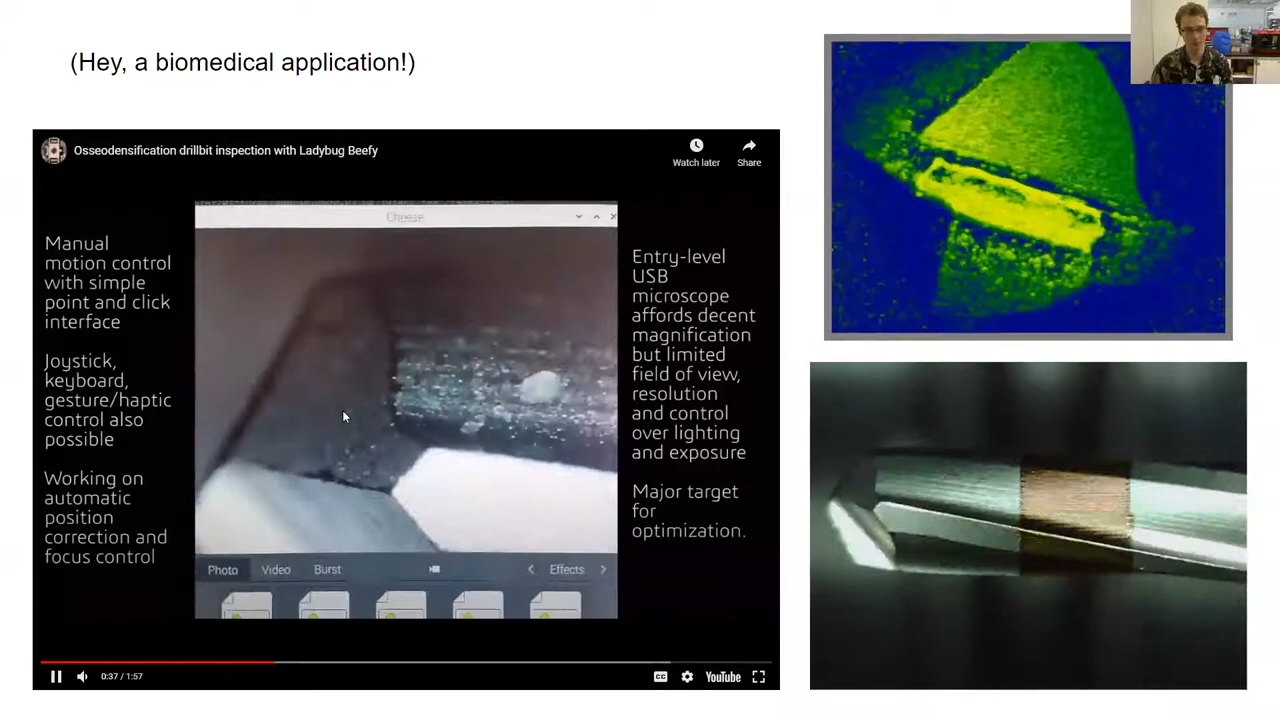 (Hey, a biomedical application!)
Osseodensification drillbit inspection with Ladybug Beefy
Watch later
Share
Cheese
Manual
motion control
with simple
point and click
interface
Joystick,
keyboard,
gesture/haptic
control also
possible
Working on
automatic
position
correction and
focus control
Entry-level
USB
microscope
affords decent
magnification
but limited
field of view,
resolution
and control
over lighting
and exposure
Major target
for
optimization.
Photo
Video
Burst
Effects
0:37 / 1:57
CC
YouTube